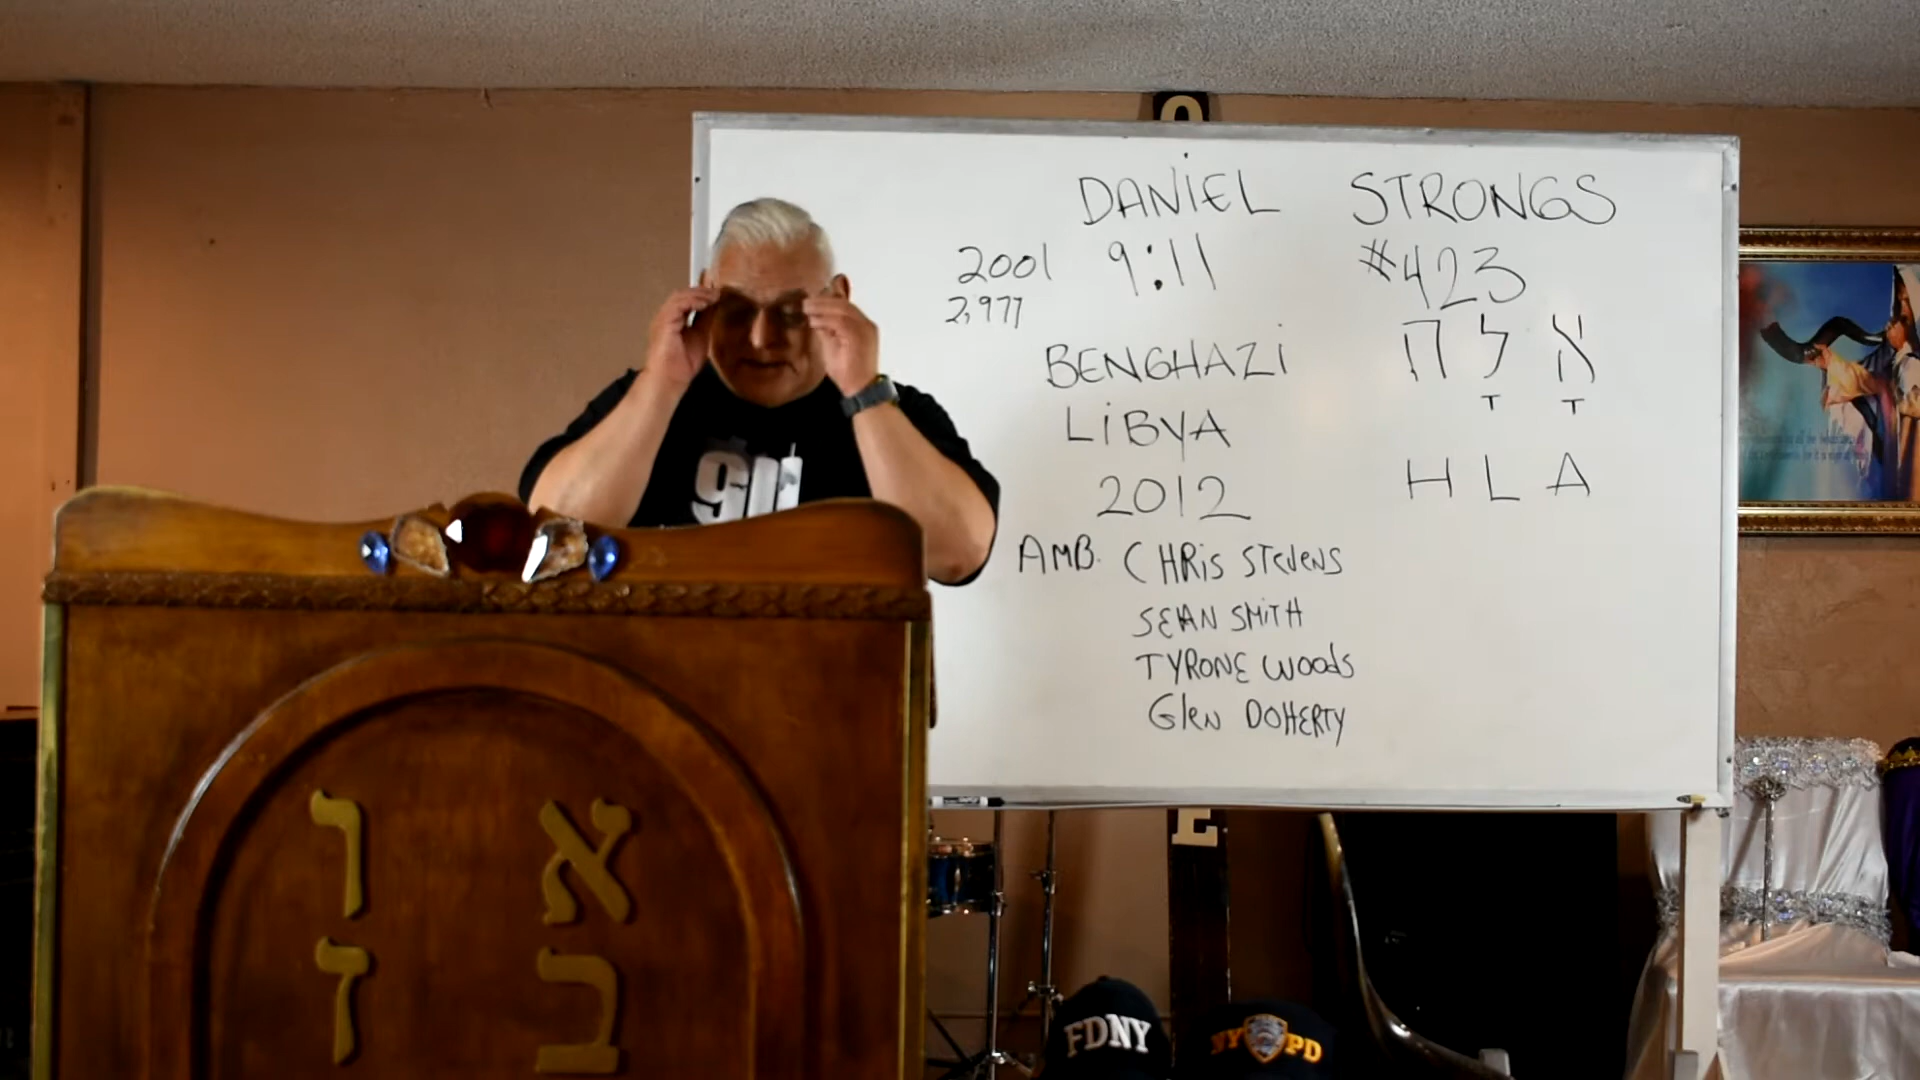 DANIEL STRONGS
2001 9:11 #423
2,977
BENGHAZI אלה
LIBYA T T
2012 H L A
AMB. CHRIS STEVENS
SEAN SMITH
TYRONE WOODS
GLEN DOHERTY
911
ו א
ז ב
E
FDNY
NYPD